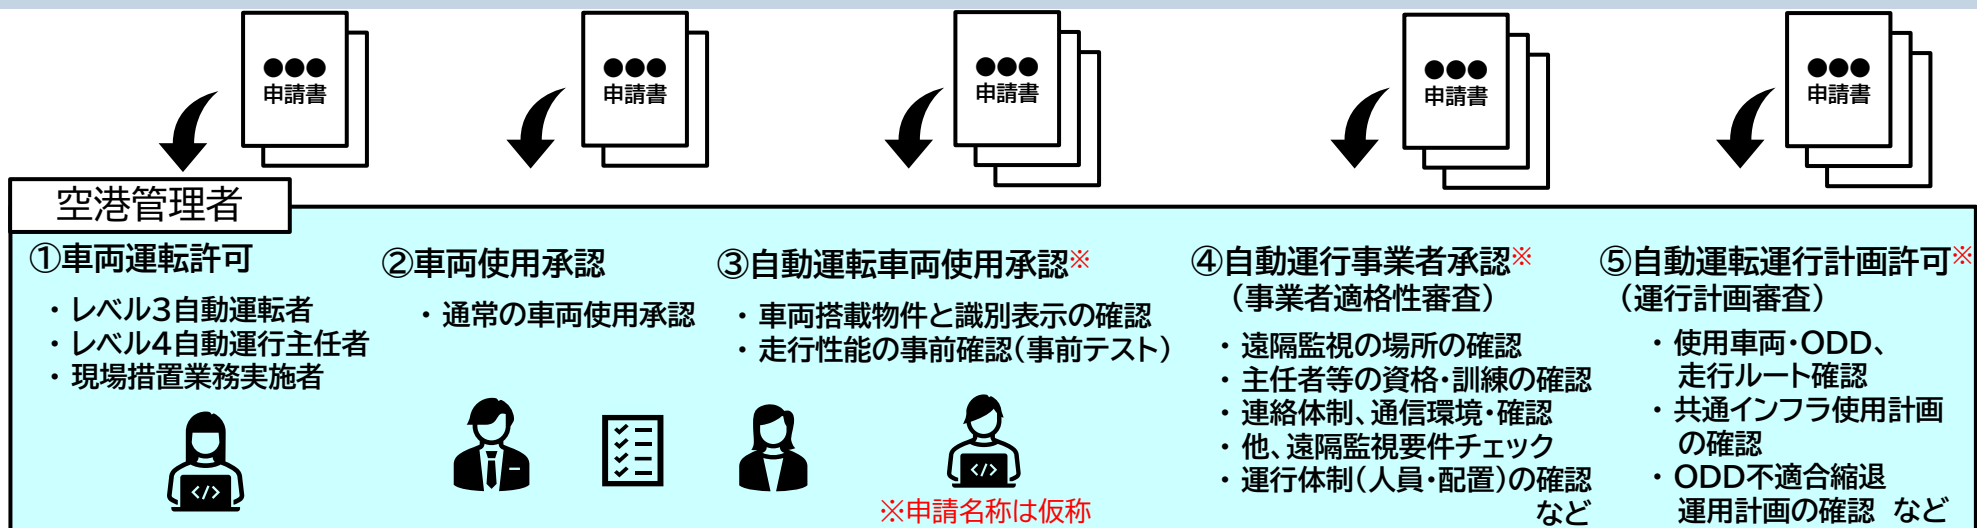 ●●●
申請書
●●●
申請書
●●●
申請書
●●●
申請書
●●●
申請書
空港管理者
①車両運転許可
・レベル3自動運転者
・レベル4自動運行主任者
・現場措置業務実施者
②車両使用承認
・通常の車両使用承認
③自動運転車両使用承認※
・車両搭載物件と識別表示の確認
・走行性能の事前確認(事前テスト)
※申請名称は仮称
④自動運行事業者承認※
(事業者適格性審査)
・遠隔監視の場所の確認
・主任者等の資格・訓練の確認
・連絡体制、通信環境・確認
・他、遠隔監視要件チェック
・運行体制(人員・配置)の確認
など
⑤自動運転運行計画許可※
(運行計画審査)
・使用車両・ODD、
走行ルート確認
・共通インフラ使用計画
の確認
・ODD不適合縮退
運用計画の確認 など